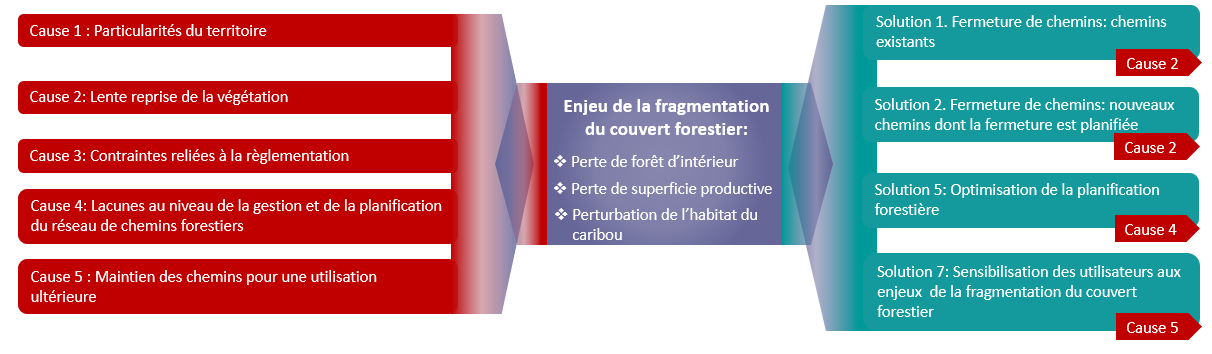 Cause 1 : Particularités du territoire
Cause 2: Lente reprise de la végétation
Cause 3: Contraintes reliées à la règlementation
Cause 4: Lacunes au niveau de la gestion et de la planification
du réseau de chemins forestiers
Cause 5 : Maintien des chemins pour une utilisation
ultérieure
Enjeu de la fragmentation
du couvert forestier:
❖ Perte de forêt d’intérieur
❖ Perte de superficie productive
❖ Perturbation de l’habitat du
caribou
Solution 1. Fermeture de chemins: chemins
existants
Cause 2
Solution 2. Fermeture de chemins: nouveaux
chemins dont la fermeture est planifiée
Cause 2
Solution 5: Optimisation de la planification
forestière
Cause 4
Solution 7: Sensibilisation des utilisateurs aux
enjeux de la fragmentation du couvert
forestier
Cause 5